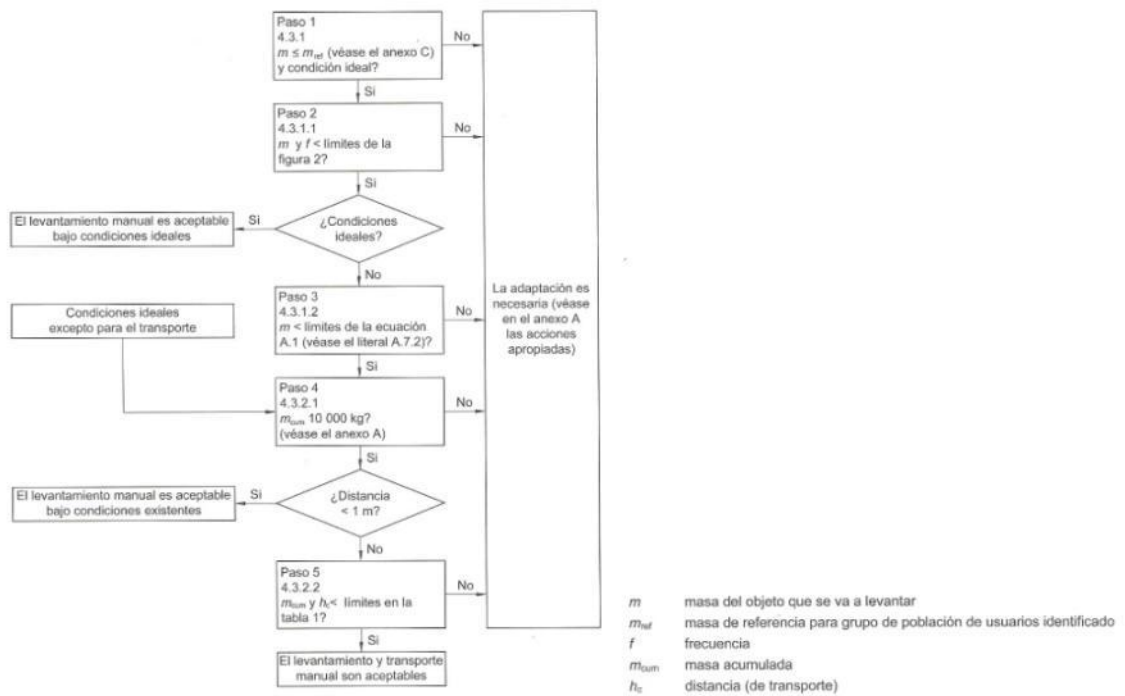 Paso 1
4.3.1
m ≤ m_ref (véase el anexo C)
y condición ideal?
No
Si
Paso 2
4.3.1.1
m y f < límites de la
figura 2?
No
Si
¿Condiciones
ideales?
Si
El levantamiento manual es aceptable
bajo condiciones ideales
No
Paso 3
4.3.1.2
m < límites de la ecuación
A.1 (véase el literal A.7.2)?
No
Si
Condiciones ideales
excepto para el transporte
Paso 4
4.3.2.1
m_cum 10 000 kg?
(véase el anexo A)
No
Si
¿Distancia
< 1 m?
Si
El levantamiento manual es aceptable
bajo condiciones existentes
No
Paso 5
4.3.2.2
m_cum y h_c< límites en la
tabla 1?
No
Si
El levantamiento y transporte
manual son aceptables
La adaptación es
necesaria (véase
en el anexo A
las acciones
apropiadas)
m masa del objeto que se va a levantar
m_ref masa de referencia para grupo de población de usuarios identificado
f frecuencia
m_cum masa acumulada
h_c distancia (de transporte)